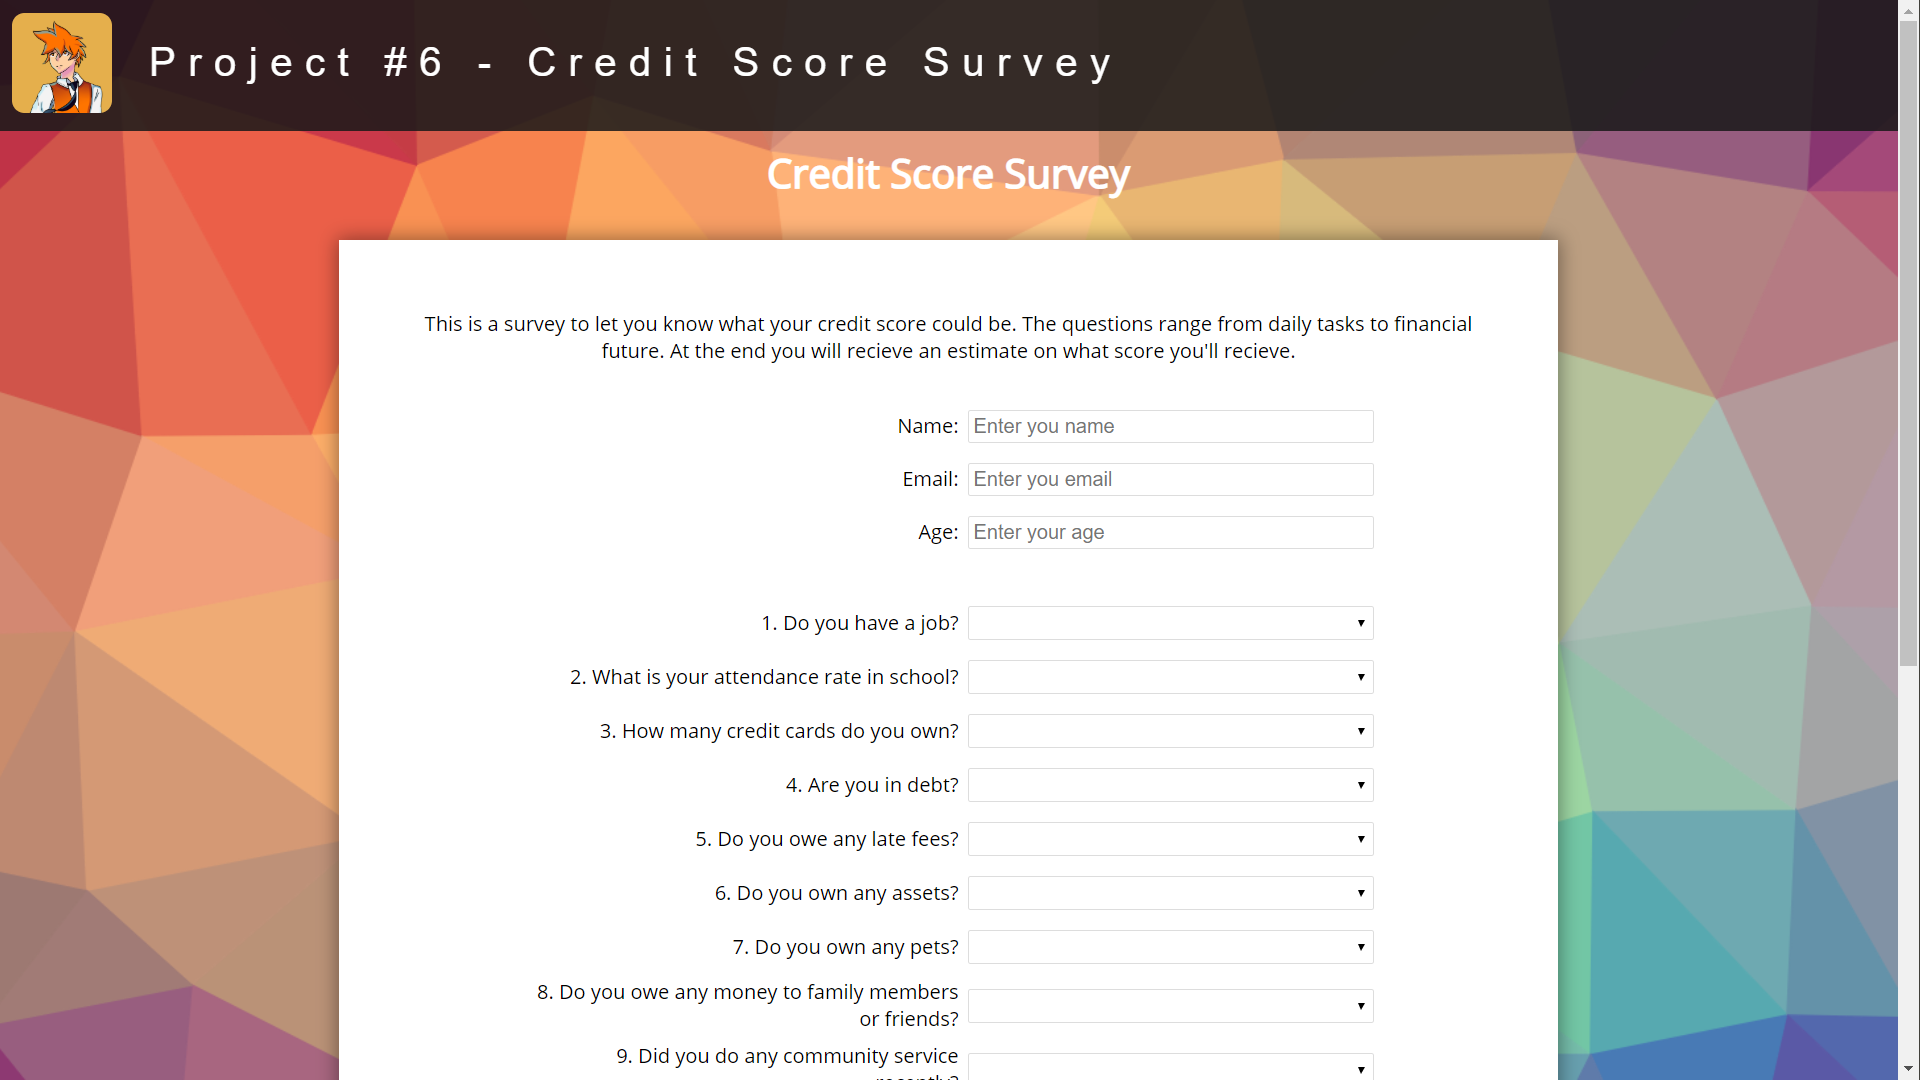 Project #6 - Credit Score Survey
Credit Score Survey
This is a survey to let you know what your credit score could be. The questions range from daily tasks to financial
future. At the end you will recieve an estimate on what score you'll recieve.
Name: Enter you name
Email: Enter you email
Age: Enter your age
1. Do you have a job?
2. What is your attendance rate in school?
3. How many credit cards do you own?
4. Are you in debt?
5. Do you owe any late fees?
6. Do you own any assets?
7. Do you own any pets?
8. Do you owe any money to family members
or friends?
9. Did you do any community service
recently?